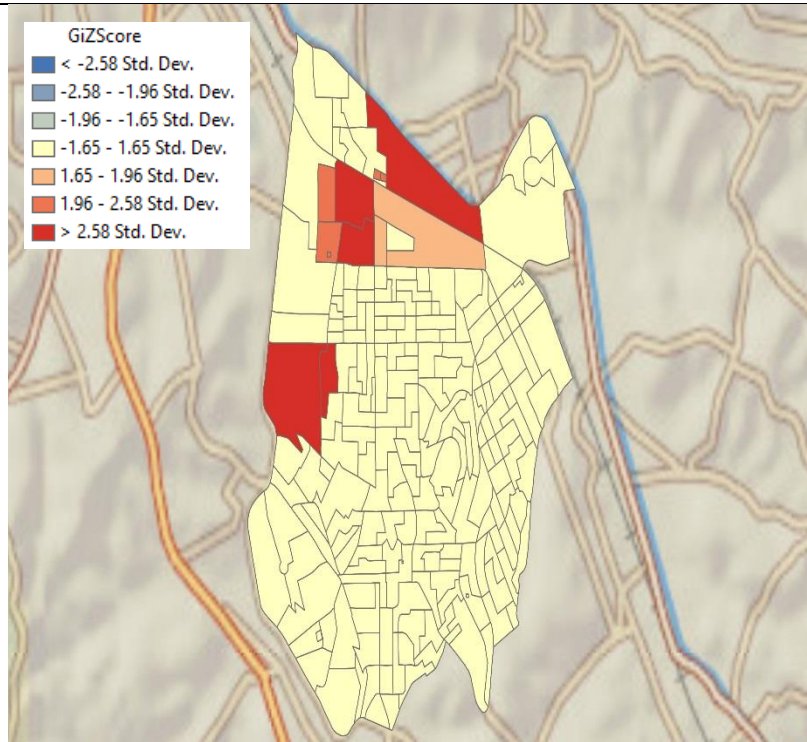 GiZScore
< -2.58 Std. Dev.
-2.58 - -1.96 Std. Dev.
-1.96 - -1.65 Std. Dev.
-1.65 - 1.65 Std. Dev.
1.65 - 1.96 Std. Dev.
1.96 - 2.58 Std. Dev.
> 2.58 Std. Dev.